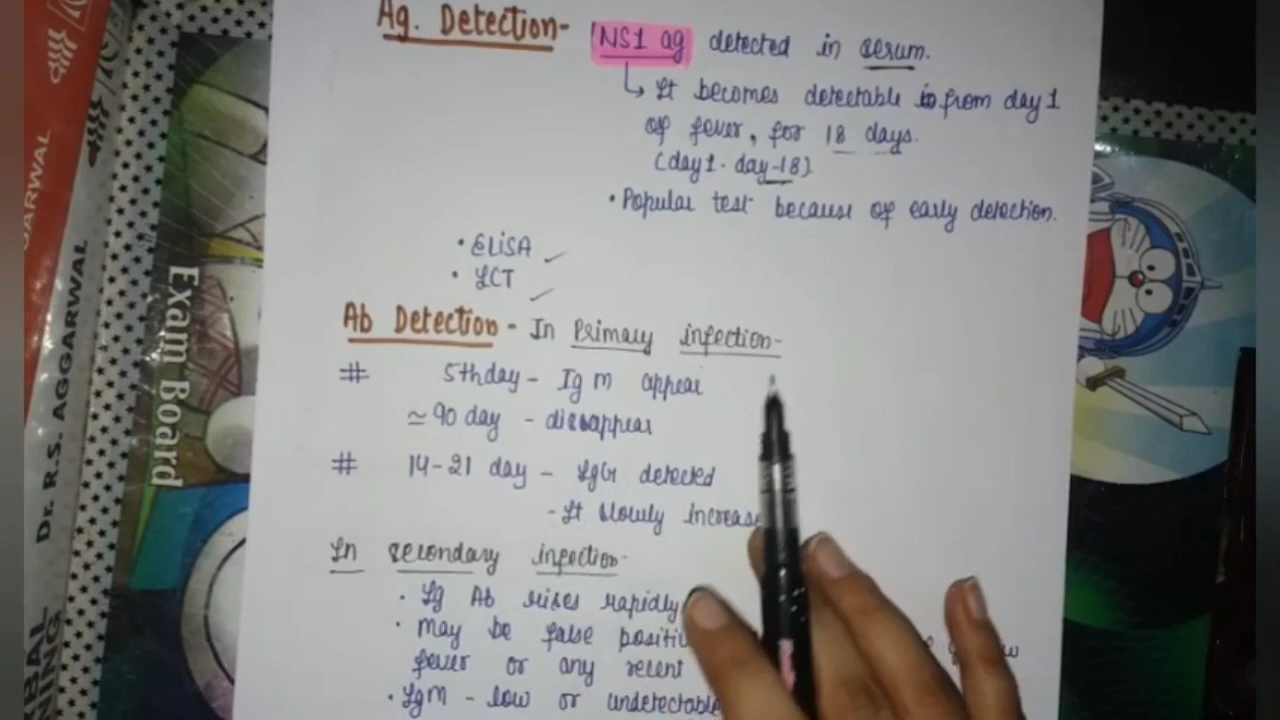 Ag. Detection- NS1 ag detected in serum.
It becomes detectable from day 1
of fever, for 18 days.
(day 1 - day-18)
• Popular test because of early detection.
• ELISA
• ICT
Ab Detection- In Primary infection-
# 5th day - IgM appear
≃ 90 day - disappear
# 14-21 day - IgG detected
- It slowly increase
In secondary infection-
• Ig Ab rises rapidly
• may be false positi
fever or any recent
• IgM - low or undetectable
GARWAL
Dr. R.S. AGGARWAL
Exam Board